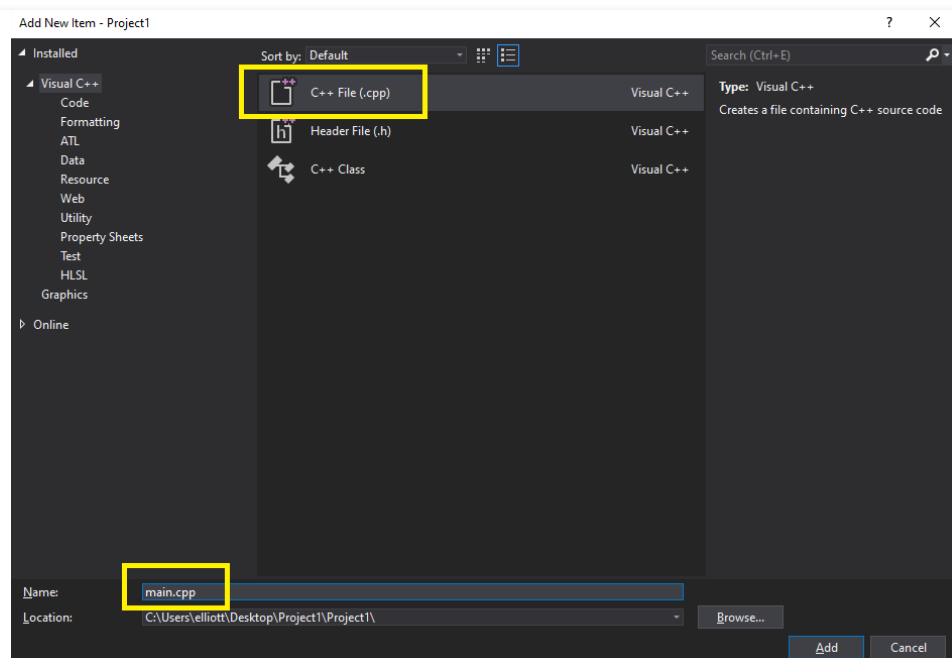 Add New Item - Project1
?
Installed
Sort by: Default
Search (Ctrl+E)
Visual C++
Code
Formatting
ATL
Data
Resource
Web
Utility
Property Sheets
Test
HLSL
Graphics
Online
C++ File (.cpp) Visual C++
Header File (.h) Visual C++
C++ Class Visual C++
Type: Visual C++
Creates a file containing C++ source code
Name: main.cpp
Location: C:\Users\elliott\Desktop\Project1\Project1\
Browse...
Add Cancel